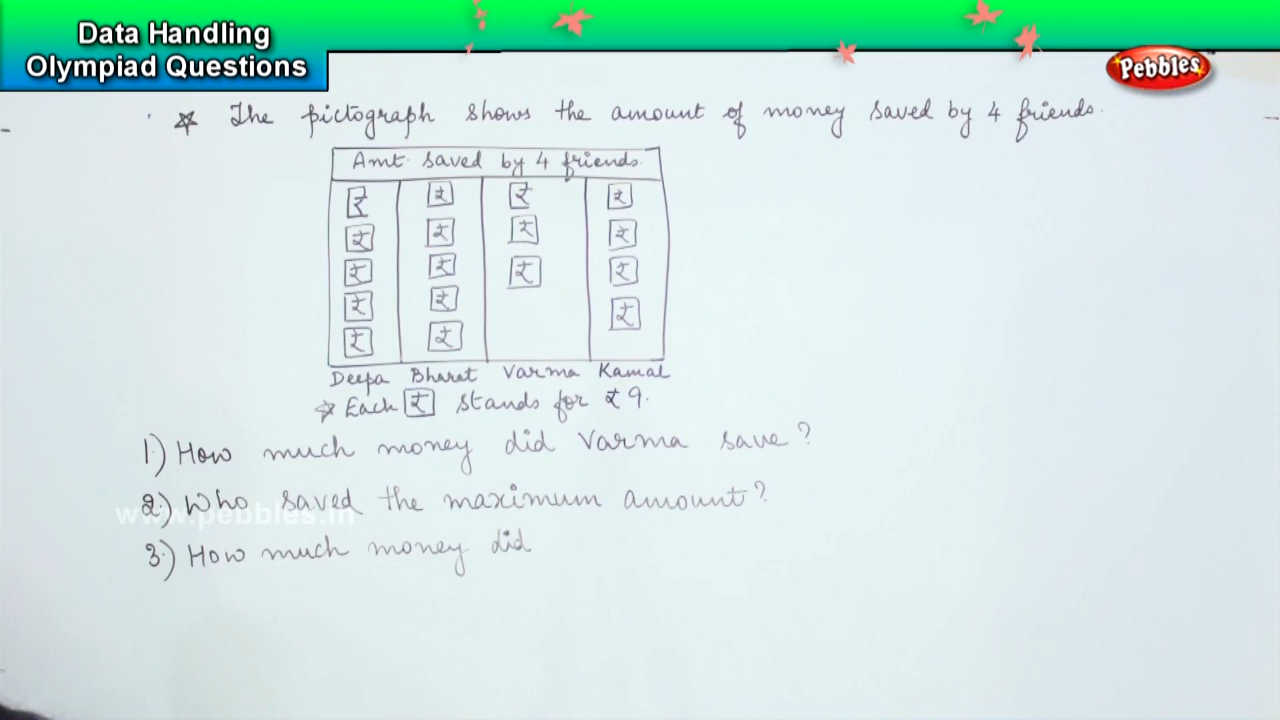 Data Handling
Olympiad Questions
Pebbles
☆ The pictograph shows the amount of money saved by 4 friends.
Amt. saved by 4 friends.
₹ ₹ ₹ ₹
₹ ₹ ₹ ₹
₹ ₹ ₹ ₹
₹ ₹ ₹
₹ ₹
Deepa Bharat Varma Kamal
☆ Each ₹ stands for ₹ 9.
1.) How much money did Varma save?
2.) Who saved the maximum amount?
www.pebbles.in
3.) How much money did